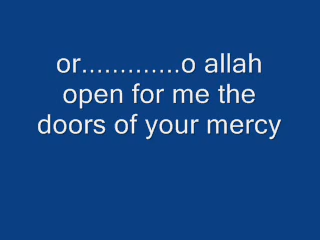 or.............o allah
open for me the
doors of your mercy